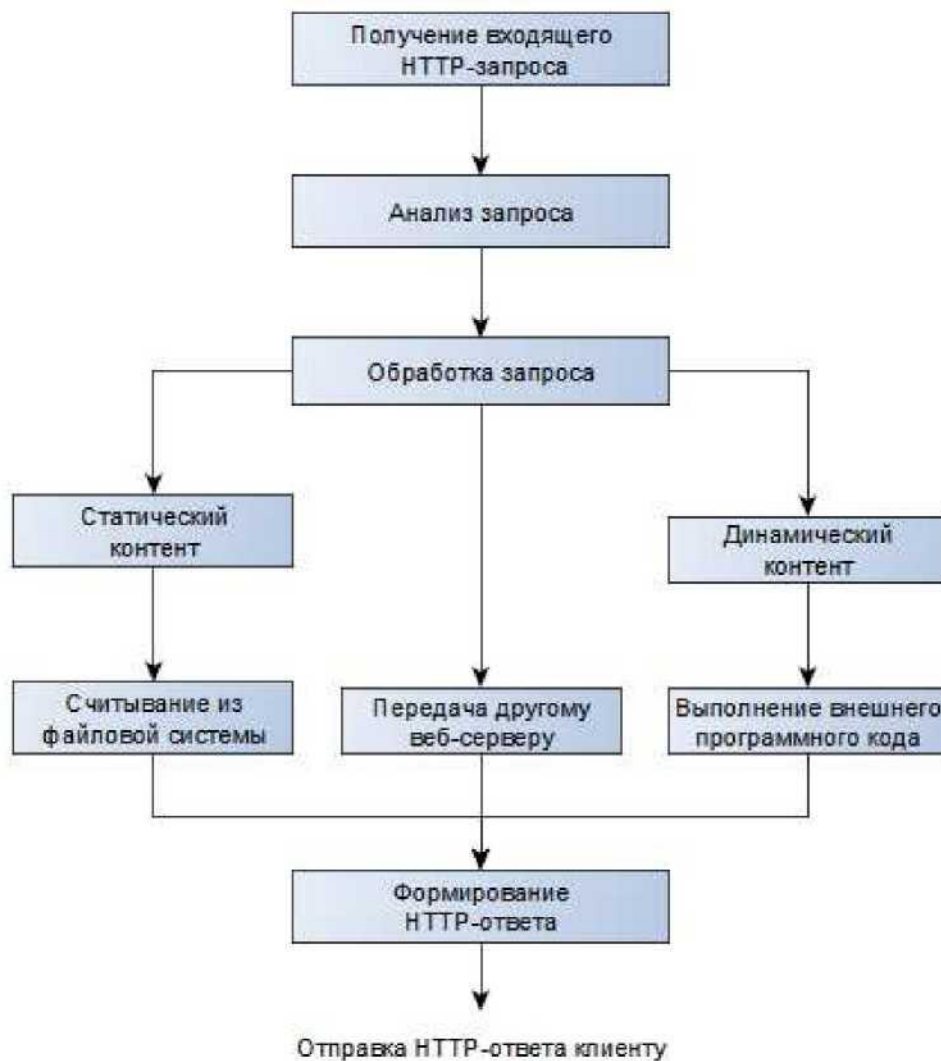 Получение входящего
HTTP-запроса
Анализ запроса
Обработка запроса
Статический
контент
Динамический
контент
Считывание из
файловой системы
Передача другому
веб-серверу
Выполнение внешнего
программного кода
Формирование
HTTP-ответа
Отправка HTTP-ответа клиенту